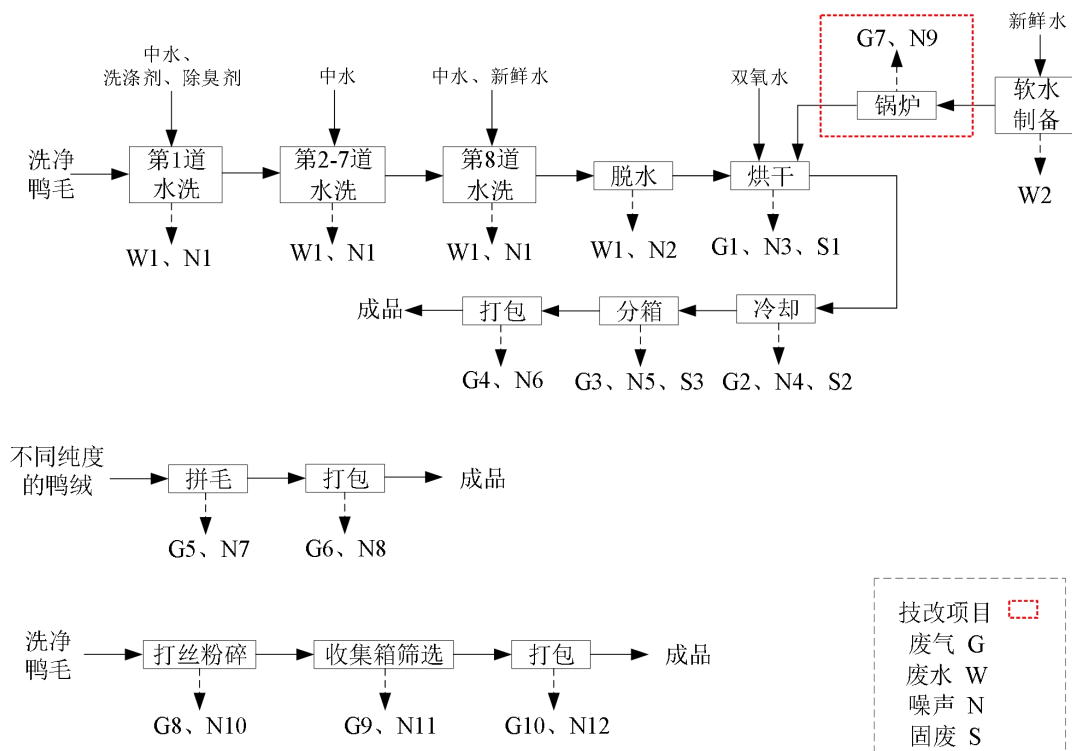 G7、N9
新鲜水
中水、
洗涤剂、除臭剂
中水
中水、新鲜水
双氧水
锅炉
软水
制备
洗净
鸭毛
第1道
水洗
第2-7道
水洗
第8道
水洗
脱水
烘干
W2
W1、N1
W1、N1
W1、N1
W1、N2
G1、N3、S1
成品
打包
分箱
冷却
G4、N6
G3、N5、S3
G2、N4、S2
不同纯度
的鸭绒
拼毛
打包
成品
G5、N7
G6、N8
洗净
鸭毛
打丝粉碎
收集箱筛选
打包
成品
G8、N10
G9、N11
G10、N12
技改项目
废气 G
废水 W
噪声 N
固废 S